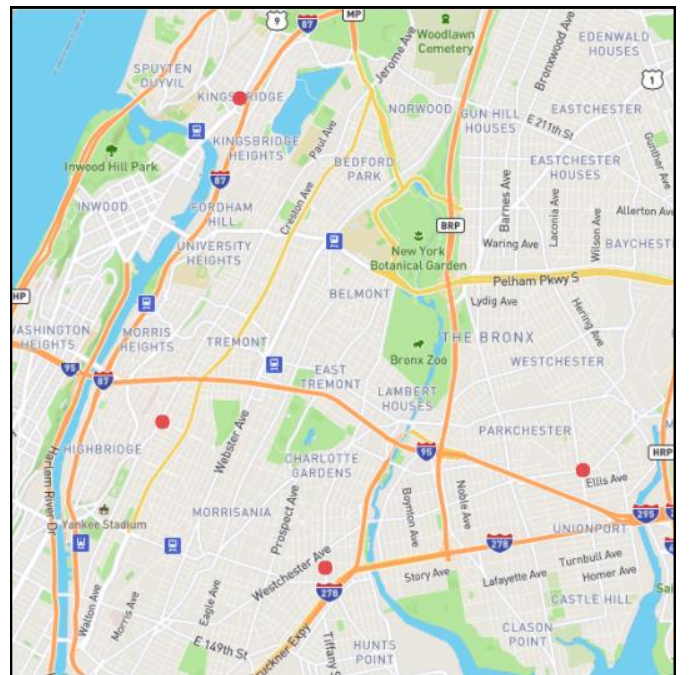 9
87
MP
Woodlawn
Cemetery
EDENWALD
HOUSES
Bronxwood Ave
Jerome Ave
SPUYTEN
DUYVIL
1
KINGSBRIDGE
NORWOOD
GUN HILL
HOUSES
EASTCHESTER
E 211th St
Gunther Ave
Paul Ave
KINGSBRIDGE
HEIGHTS
Inwood Hill Park
BEDFORD
PARK
EASTCHESTER
HOUSES
87
Creston Ave
Barnes Ave
Laconia Ave
Wilson Ave
INWOOD
FORDHAM
HILL
Allerton Ave
BRP
UNIVERSITY
HEIGHTS
New York
Botanical Garden
Waring Ave
BAYCHEST
Pelham Pkwy S
HP
BELMONT
Lydig Ave
Hering Ave
WASHINGTON
HEIGHTS
MORRIS
HEIGHTS
TREMONT
THE BRONX
Bronx Zoo
WESTCHESTER
95
87
EAST
TREMONT
LAMBERT
HOUSES
Webster Ave
PARKCHESTER
HIGHBRIDGE
Harlem River Dr
CHARLOTTE
GARDENS
95
HRP
Ellis Ave
Boynton Ave
Noble Ave
Prospect Ave
MORRISANIA
Yankee Stadium
295
UNIONPORT
278
Westchester Ave
Turnbull Ave
Story Ave
Lafayette Ave
Homer Ave
278
Walton Ave
Morris Ave
Eagle Ave
CASTLE HILL
Sai
E 149th St
ruckner Expy
Tiffany S
HUNTS
POINT
CLASON
POINT